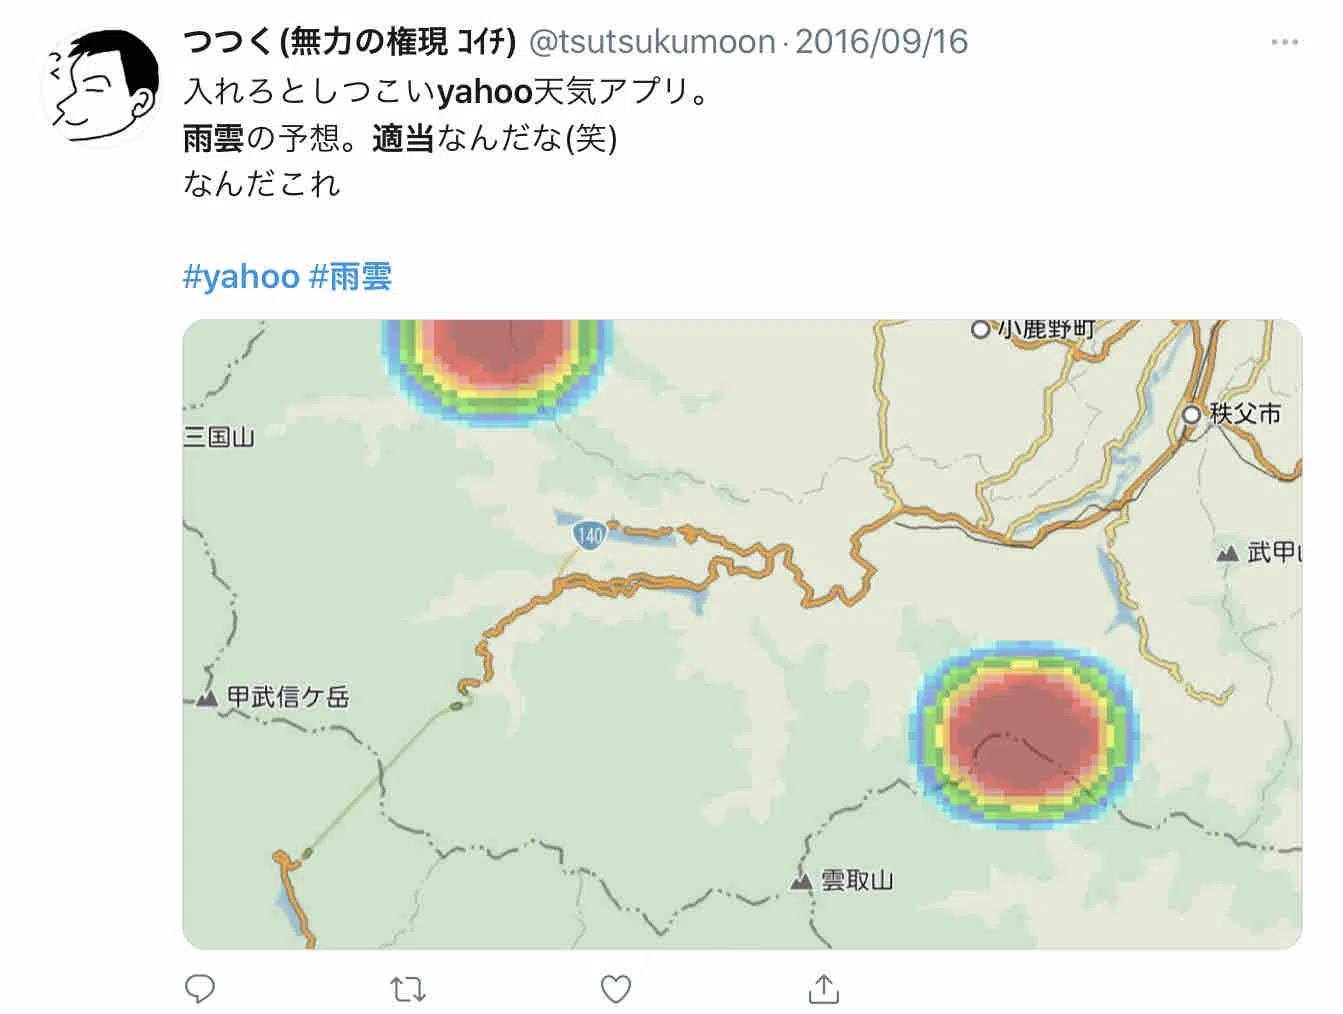 つつく(無力の権現 ｺｲﾁ) @tsutsukumoon · 2016/09/16
入れろとしつこいyahoo天気アプリ。
雨雲の予想。適当なんだな(笑)
なんだこれ
#yahoo #雨雲
小鹿野町
秩父市
三国山
140
武甲
甲武信ケ岳
雲取山